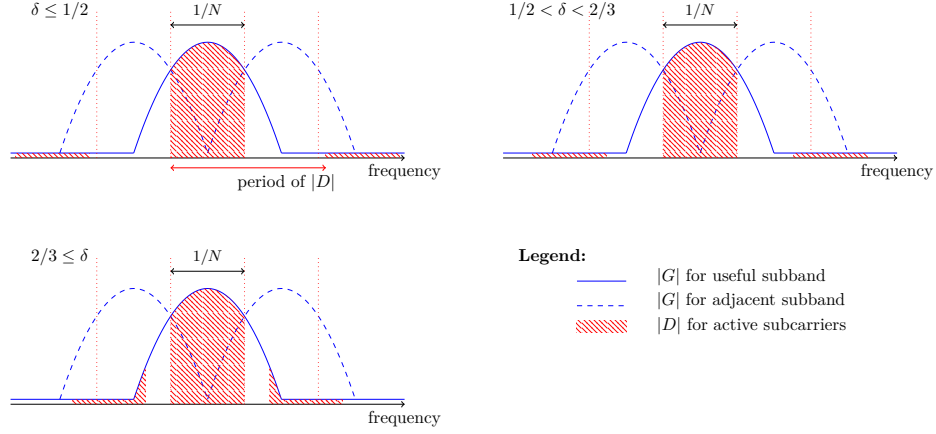 δ ≤ 1/2
1/N
frequency
period of |D|
1/2 < δ < 2/3
1/N
frequency
2/3 ≤ δ
1/N
frequency
Legend:
|G| for useful subband
|G| for adjacent subband
|D| for active subcarriers